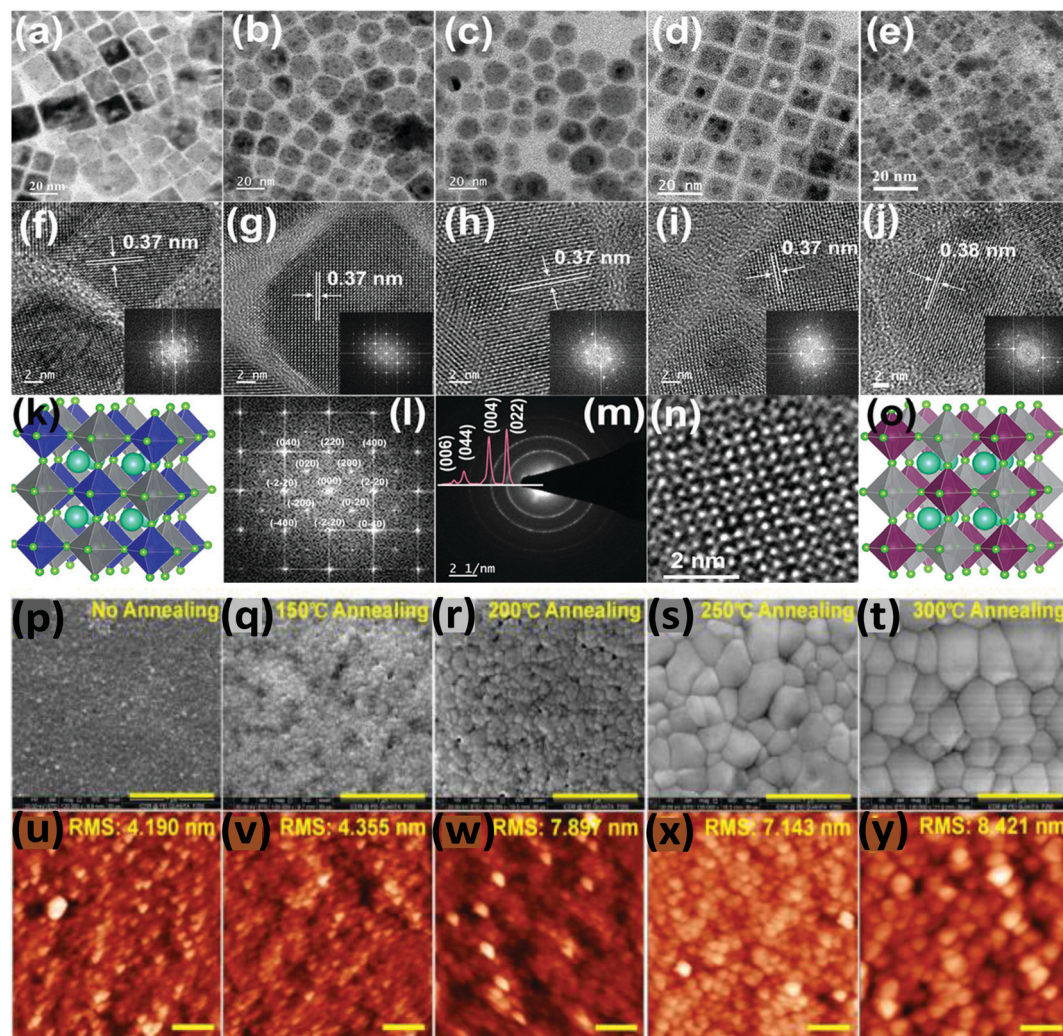 (a) (b) (c) (d) (e)
20 nm 20 nm 20 nm 20 nm 20 nm
(f) (g) (h) (i) (j)
0.37 nm 0.37 nm 0.37 nm 0.37 nm 0.38 nm
2 nm 2 nm 2 nm 2 nm 2 nm
(k) (l) (m) (n) (o)
(040) (220) (400)
(020) (200)
(-2-20) (000) (2-20)
(-200) (0-20)
(-400) (-2-20) (0-40)
(006) (044) (004) (022)
2 1/nm
2 nm
(p) No Annealing
(q) 150°C Annealing
(r) 200°C Annealing
(s) 250°C Annealing
(t) 300°C Annealing
(u) RMS: 4.190 nm
(v) RMS: 4.355 nm
(w) RMS: 7.897 nm
(x) RMS: 7.143 nm
(y) RMS: 8.421 nm